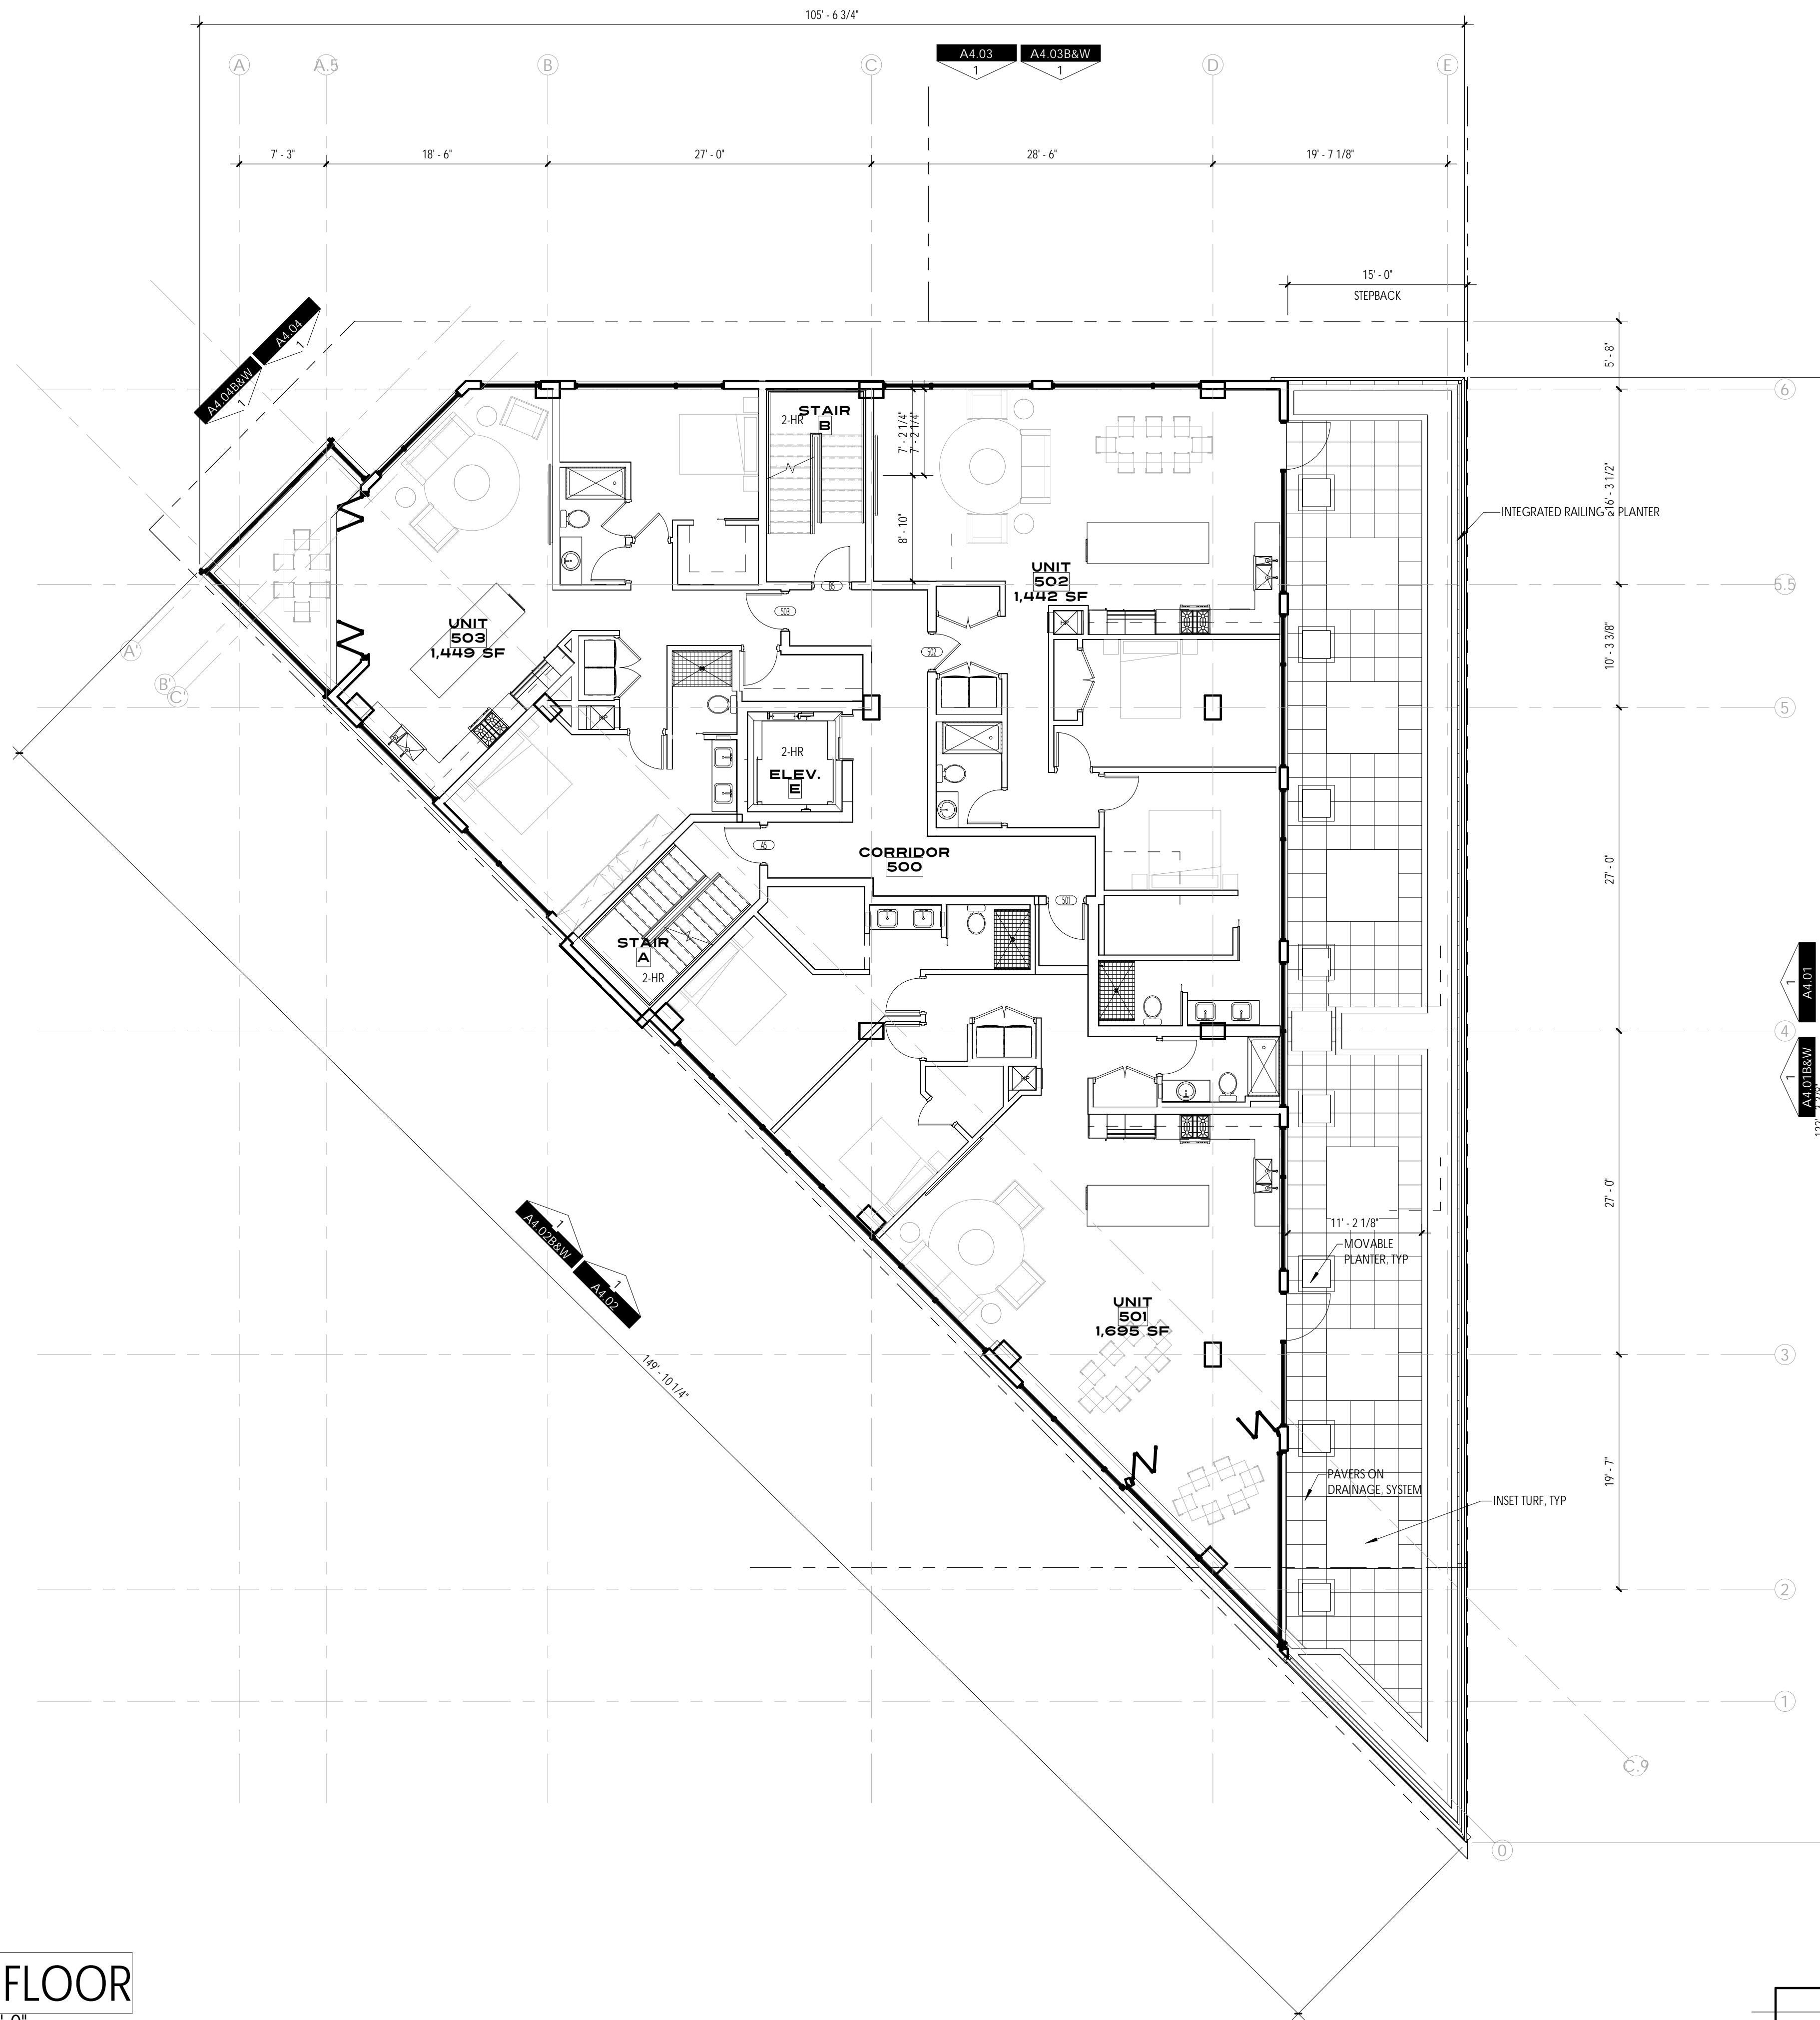 105' - 6 3/4"
A4.03
A4.03B&W
1
1
A
A.5
B
C
D
E
7' - 3"
18' - 6"
27' - 0"
28' - 6"
19' - 7 1/8"
15' - 0"
STEPBACK
A4.04
1
A4.04B&W
1
5' - 8"
6
STAIR
B
2-HR
7' - 2 1/4"
7' - 2 1/4"
8' - 10"
16' - 3 1/2"
INTEGRATED RAILING & PLANTER
UNIT
502
1,442 SF
5.5
B5
503
UNIT
503
1,449 SF
502
10' - 3 3/8"
A'
B'
C'
5
2-HR
ELEV.
E
A5
CORRIDOR
500
27' - 0"
501
STAIR
A
2-HR
1
A4.01
4
1
A4.01B&W
27' - 0"
11' - 2 1/8"
MOVABLE
PLANTER, TYP
1
A4.02B&W
1
A4.02
UNIT
501
1,695 SF
3
149' - 10 1/4"
19' - 7"
PAVERS ON
DRAINAGE, SYSTEM
INSET TURF, TYP
2
1
C.9
0
FLOOR